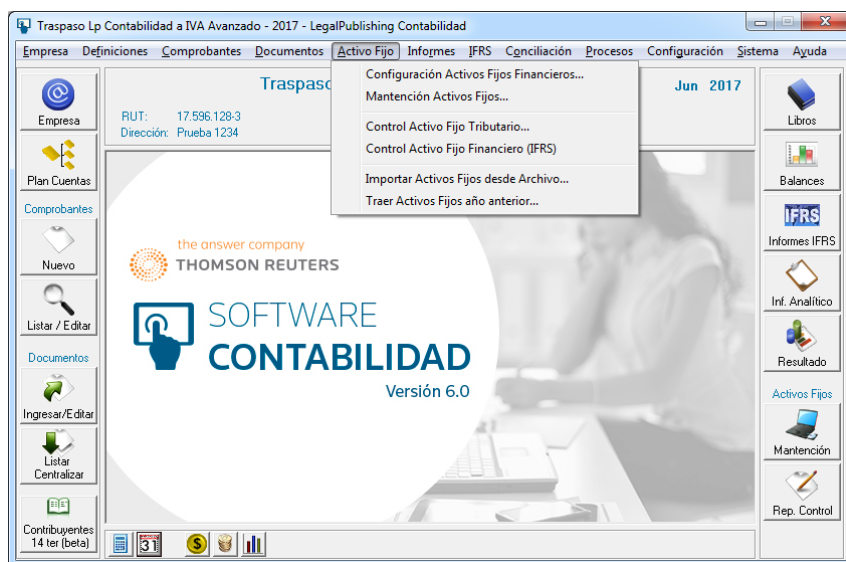 Traspaso Lp Contabilidad a IVA Avanzado - 2017 - LegalPublishing Contabilidad
Empresa Definiciones Comprobantes Documentos Activo Fijo Informes IFRS Conciliación Procesos Configuración Sistema Ayuda
Empresa
Plan Cuentas
Comprobantes
Nuevo
Listar / Editar
Documentos
Ingresar/Editar
Listar
Centralizar
Contribuyentes
14 ter (beta)
Traspaso
Jun 2017
RUT: 17.596.128-3
Dirección: Prueba 1234
Configuración Activos Fijos Financieros...
Mantención Activos Fijos...
Control Activo Fijo Tributario...
Control Activo Fijo Financiero (IFRS)
Importar Activos Fijos desde Archivo...
Traer Activos Fijos año anterior...
the answer company
THOMSON REUTERS
SOFTWARE
CONTABILIDAD
Versión 6.0
31
$
Libros
Balances
IFRS
Informes IFRS
Inf. Analítico
Resultado
Activos Fijos
Mantención
Rep. Control